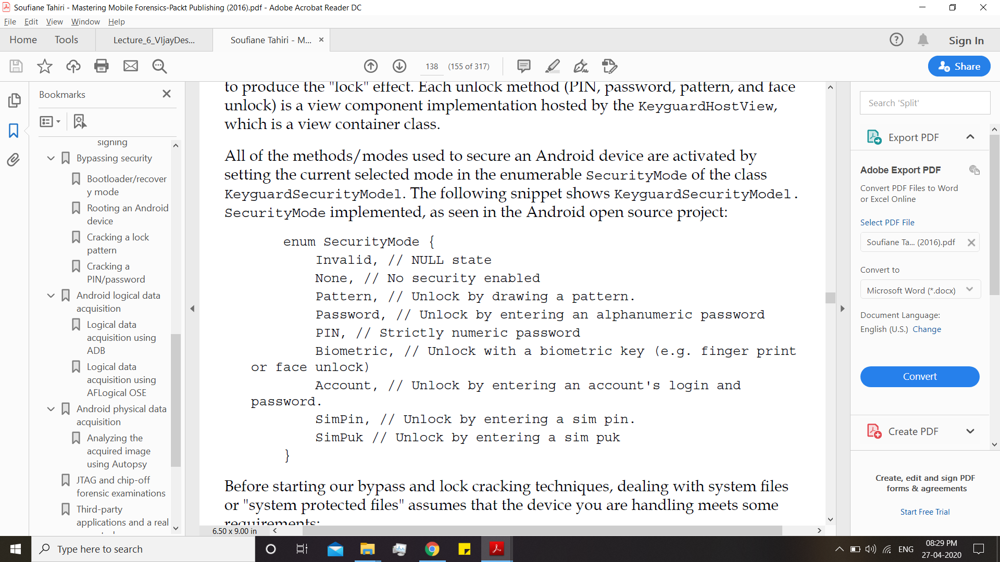 Soufiane Tahiri - Mastering Mobile Forensics-Packt Publishing (2016).pdf - Adobe Acrobat Reader DC
File Edit View Window Help
Home Tools Lecture_6_VIjayDes... Soufiane Tahiri - M... ×
Sign In
138 (155 of 317)
Share
Bookmarks
signing
Bypassing security
Bootloader/recover
y mode
Rooting an Android
device
Cracking a lock
pattern
Cracking a
PIN/password
Android logical data
acquisition
Logical data
acquisition using
ADB
Logical data
acquisition using
AFLogical OSE
Android physical data
acquisition
Analyzing the
acquired image
using Autopsy
JTAG and chip-off
forensic examinations
Third-party
applications and a real
to produce the "lock" effect. Each unlock method (PIN, password, pattern, and face
unlock) is a view component implementation hosted by the KeyguardHostView,
which is a view container class.
All of the methods/modes used to secure an Android device are activated by
setting the current selected mode in the enumerable SecurityMode of the class
KeyguardSecurityModel. The following snippet shows KeyguardSecurityModel.
SecurityMode implemented, as seen in the Android open source project:
enum SecurityMode {
Invalid, // NULL state
None, // No security enabled
Pattern, // Unlock by drawing a pattern.
Password, // Unlock by entering an alphanumeric password
PIN, // Strictly numeric password
Biometric, // Unlock with a biometric key (e.g. finger print
or face unlock)
Account, // Unlock by entering an account's login and
password.
SimPin, // Unlock by entering a sim pin.
SimPuk // Unlock by entering a sim puk
}
Before starting our bypass and lock cracking techniques, dealing with system files
or "system protected files" assumes that the device you are handling meets some
requirements:
6.50 x 9.00 in
Search 'Split'
Export PDF
Adobe Export PDF
Convert PDF Files to Word
or Excel Online
Select PDF File
Soufiane Ta... (2016).pdf
Convert to
Microsoft Word (*.docx)
Document Language:
English (U.S.) Change
Convert
Create PDF
Create, edit and sign PDF
forms & agreements
Start Free Trial
Type here to search
ENG
08:29 PM
27-04-2020